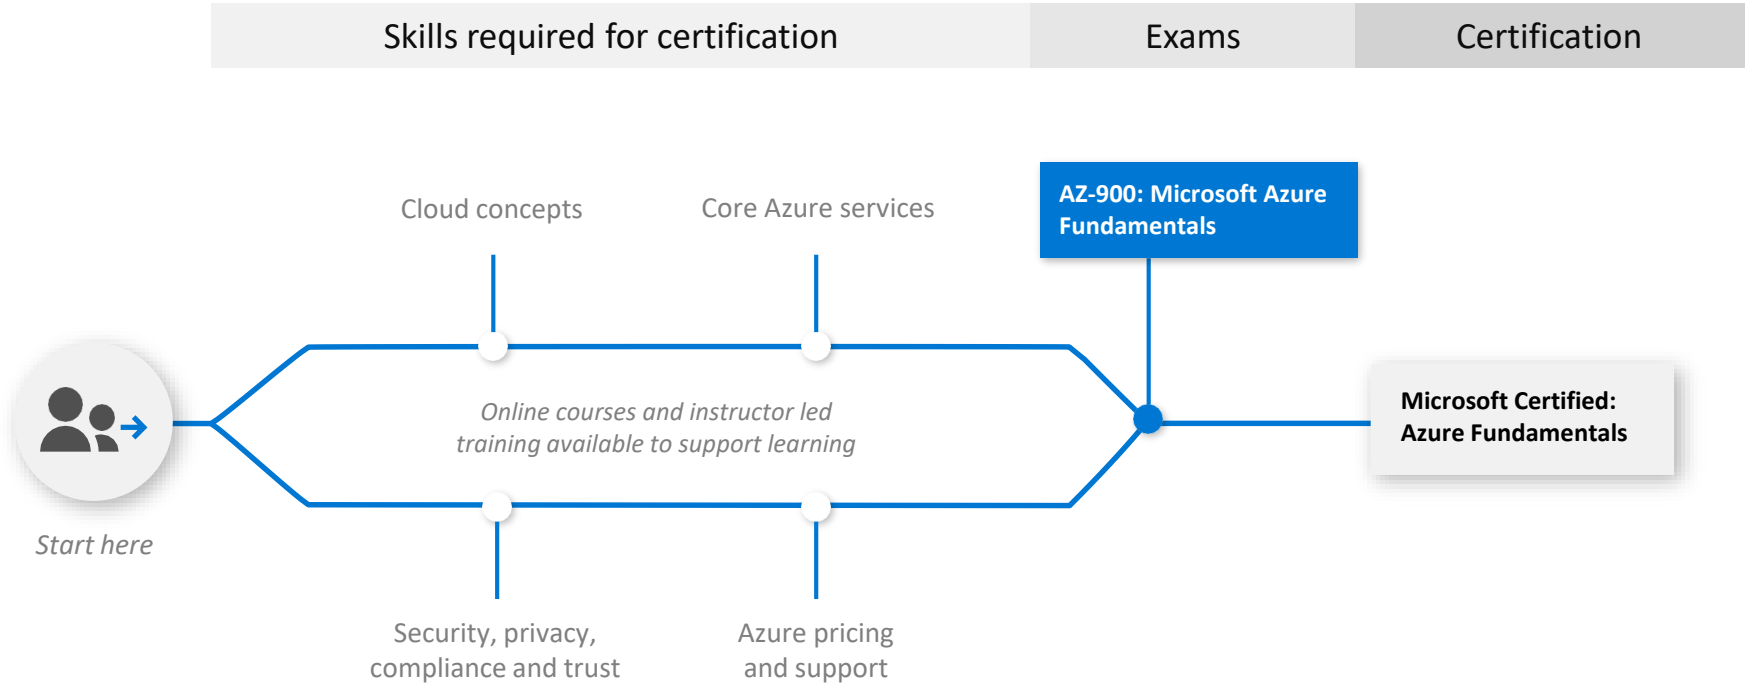 Skills required for certification
Exams
Certification
Cloud concepts
Core Azure services
AZ-900: Microsoft Azure
Fundamentals
Online courses and instructor led
training available to support learning
Microsoft Certified:
Azure Fundamentals
Start here
Security, privacy,
compliance and trust
Azure pricing
and support